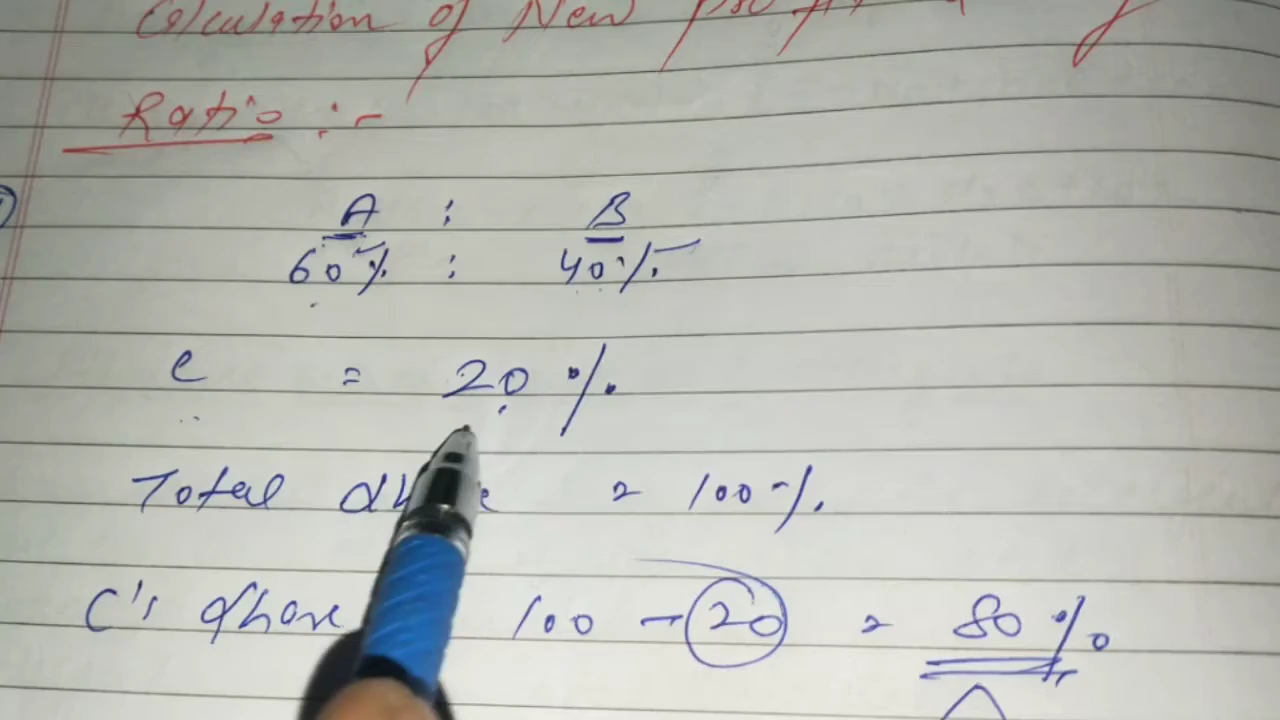 Calculation of New
Ratio :-
A : B
60% : 40%
C = 20%
Total = 100%.
C's Share 100 - 20 = 80%